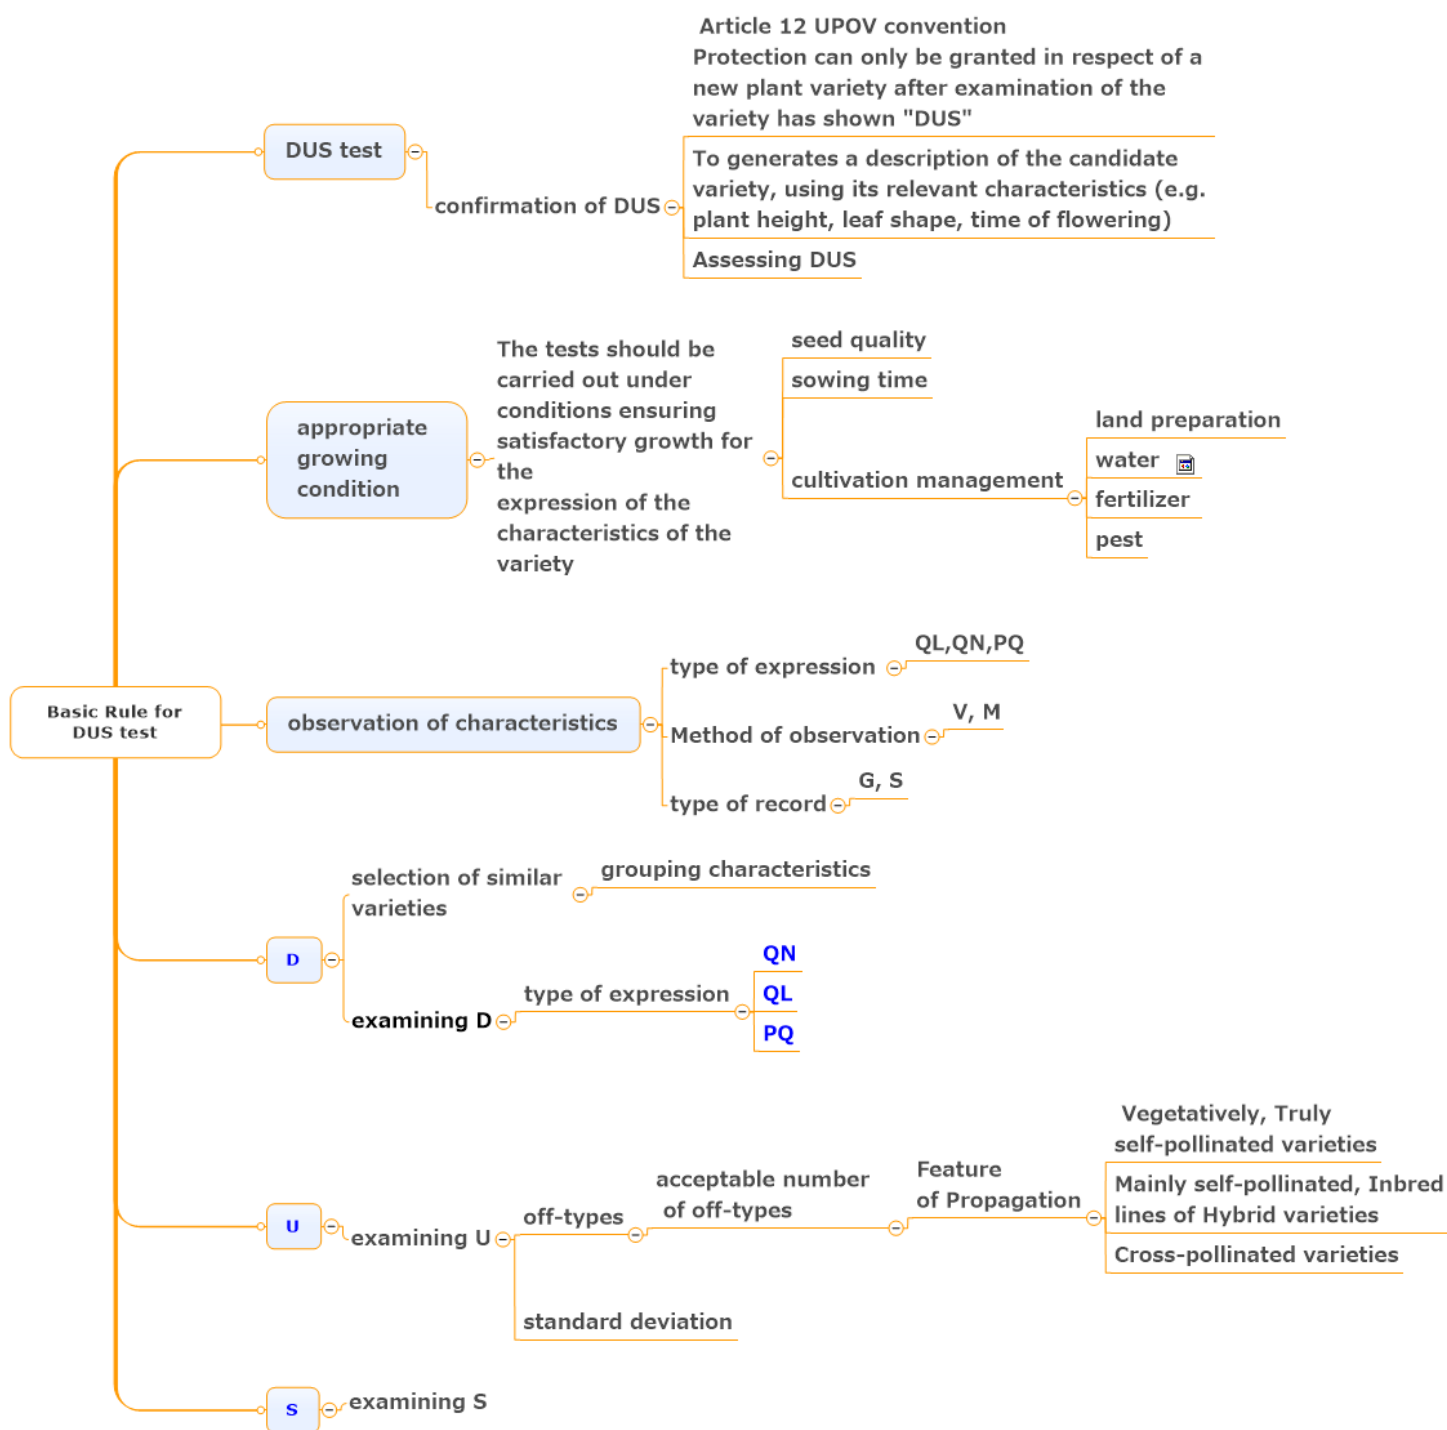 Article 12 UPOV convention
Protection can only be granted in respect of a
new plant variety after examination of the
variety has shown "DUS"
DUS test
To generates a description of the candidate
variety, using its relevant characteristics (e.g.
plant height, leaf shape, time of flowering)
confirmation of DUS
Assessing DUS
appropriate
growing
condition
The tests should be
carried out under
conditions ensuring
satisfactory growth for
the
expression of the
characteristics of the
variety
seed quality
sowing time
cultivation management
land preparation
water
fertilizer
pest
Basic Rule for
DUS test
observation of characteristics
type of expression
QL,QN,PQ
Method of observation
V, M
type of record
G, S
D
selection of similar
varieties
grouping characteristics
examining D
type of expression
QN
QL
PQ
U
examining U
off-types
acceptable number
of off-types
Feature
of Propagation
Vegetatively, Truly
self-pollinated varieties
Mainly self-pollinated, Inbred
lines of Hybrid varieties
Cross-pollinated varieties
standard deviation
S
examining S